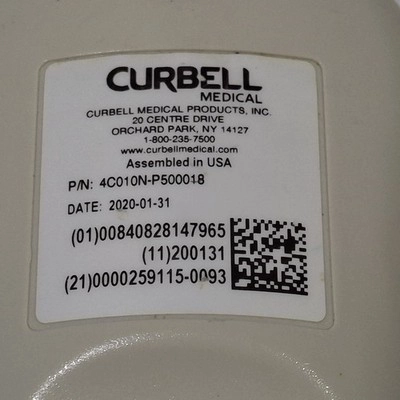 CURBELL
MEDICAL
CURBELL MEDICAL PRODUCTS, INC.
20 CENTRE DRIVE
ORCHARD PARK, NY 14127
1-800-235-7500
www.curbellmedical.com
Assembled in USA
P/N: 4C010N-P500018
DATE: 2020-01-31
(01)00840828147965
(11)200131
(21)0000259115-0093